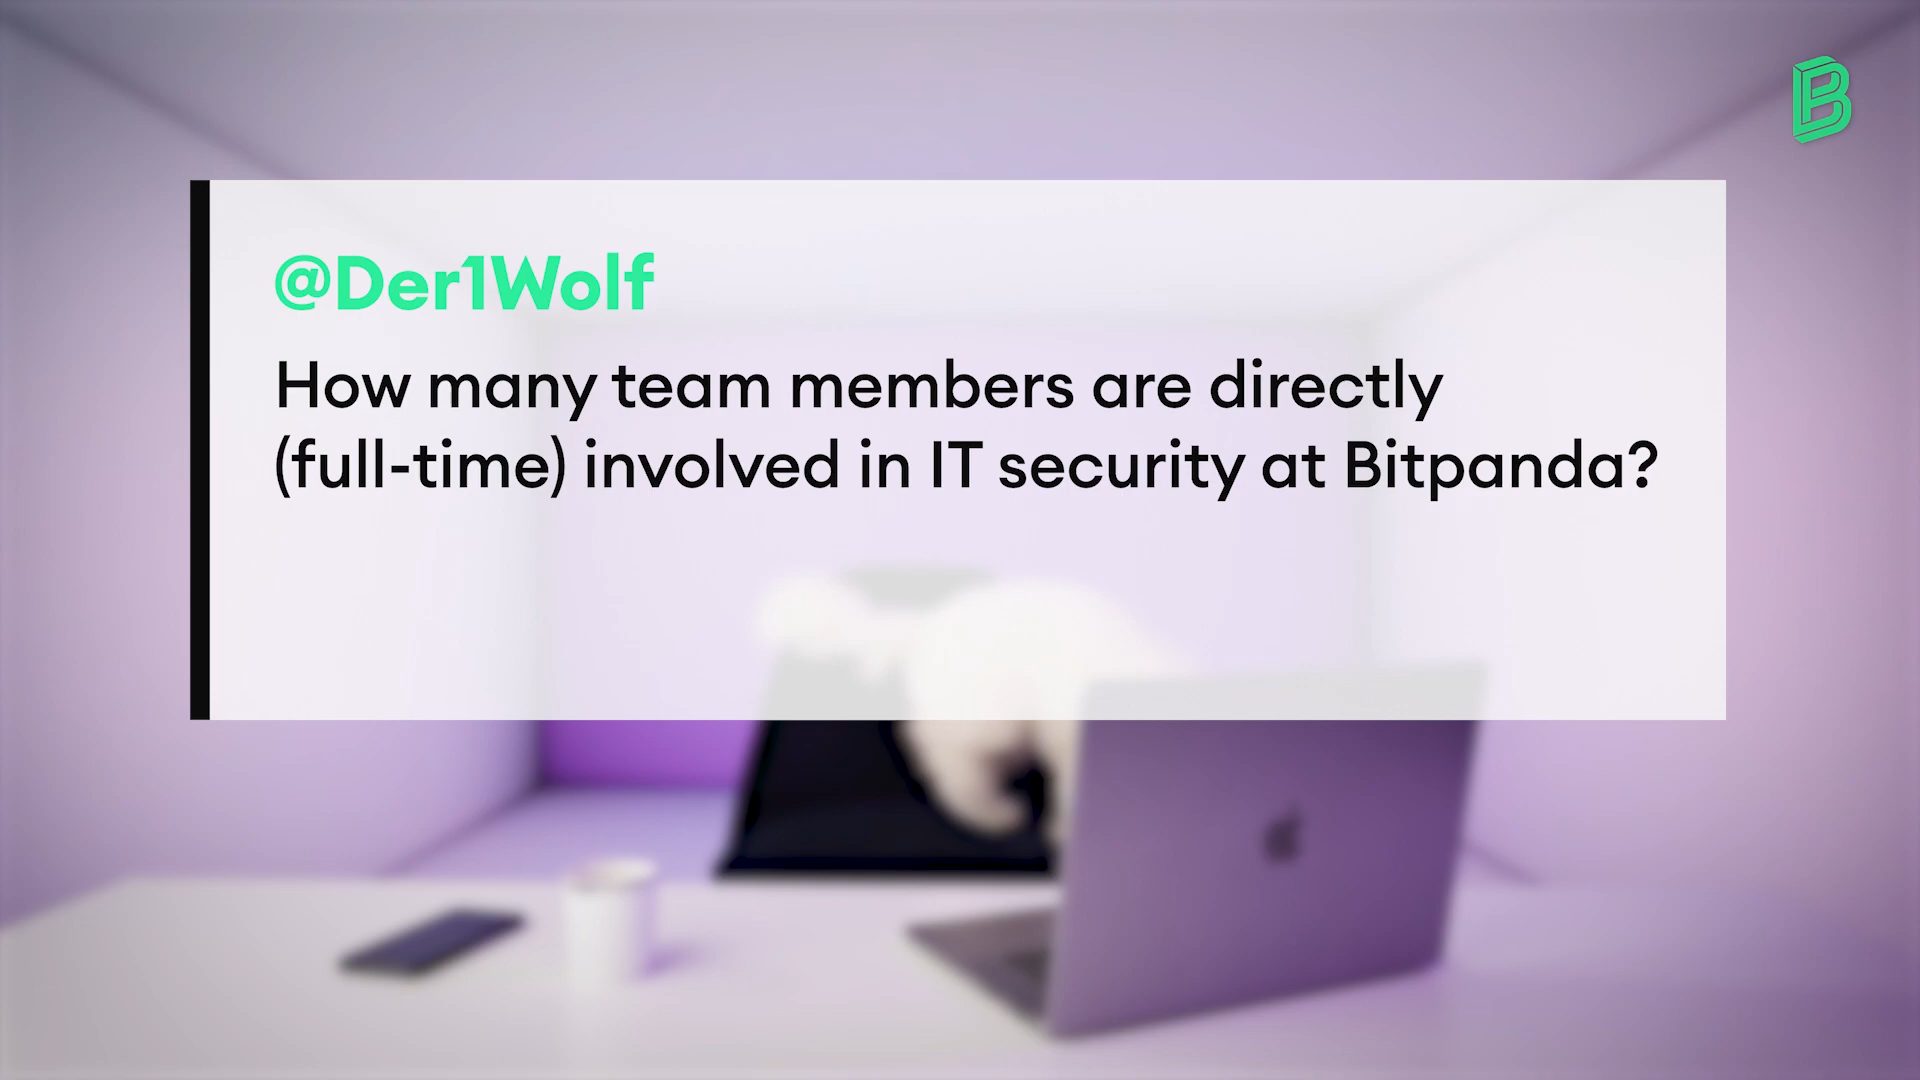 @Der1Wolf
How many team members are directly
(full-time) involved in IT security at Bitpanda?